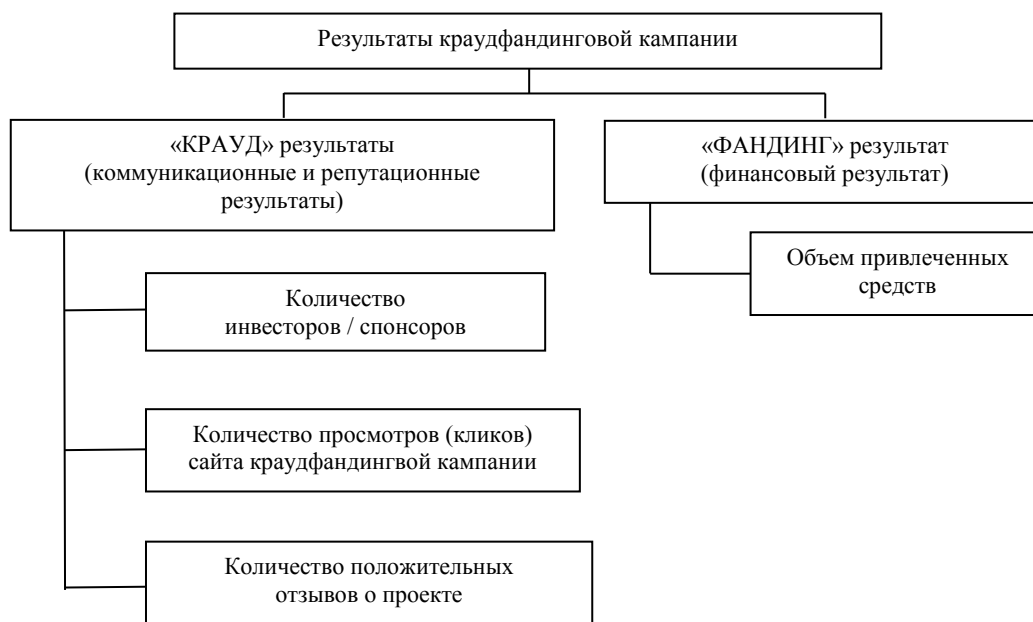 Результаты краудфандинговой кампании
«КРАУД» результаты
(коммуникационные и репутационные
результаты)
«ФАНДИНГ» результат
(финансовый результат)
Объем привлеченных
средств
Количество
инвесторов / спонсоров
Количество просмотров (кликов)
сайта краудфандингвой кампании
Количество положительных
отзывов о проекте